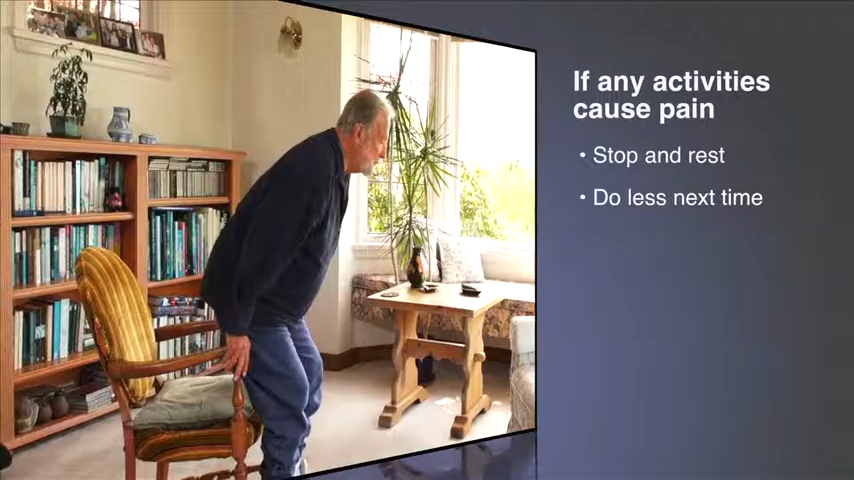 If any activities
cause pain
• Stop and rest
• Do less next time